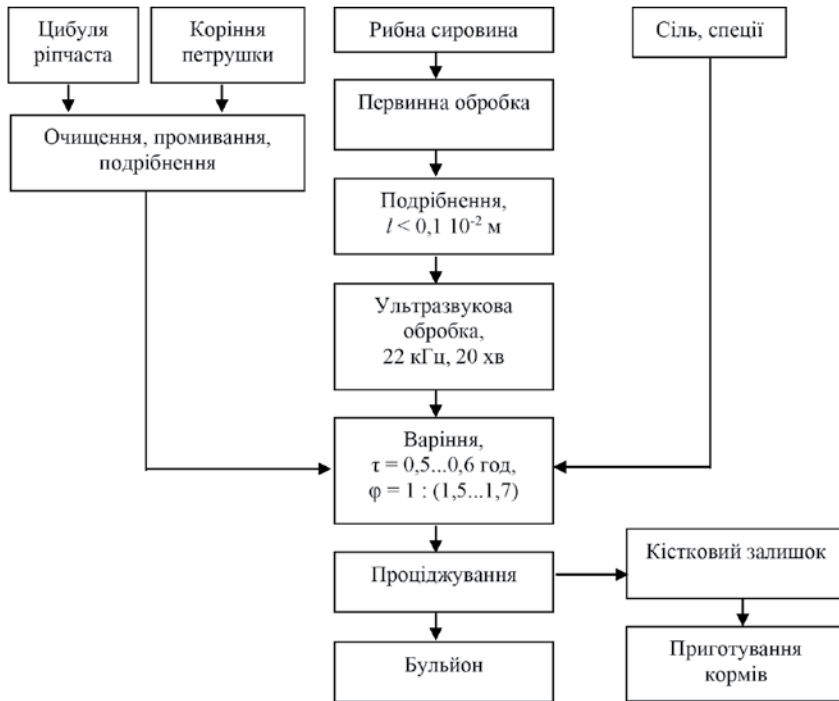 Цибуля
ріпчаста
Коріння
петрушки
Рибна сировина
Сіль, спеції
Первинна обробка
Очищення, промивання,
подрібнення
Подрібнення,
l < 0,1 10⁻² м
Ультразвукова
обробка,
22 кГц, 20 хв
Варіння,
τ = 0,5...0,6 год,
φ = 1 : (1,5...1,7)
Проціджування
Кістковий залишок
Бульйон
Приготування
кормів